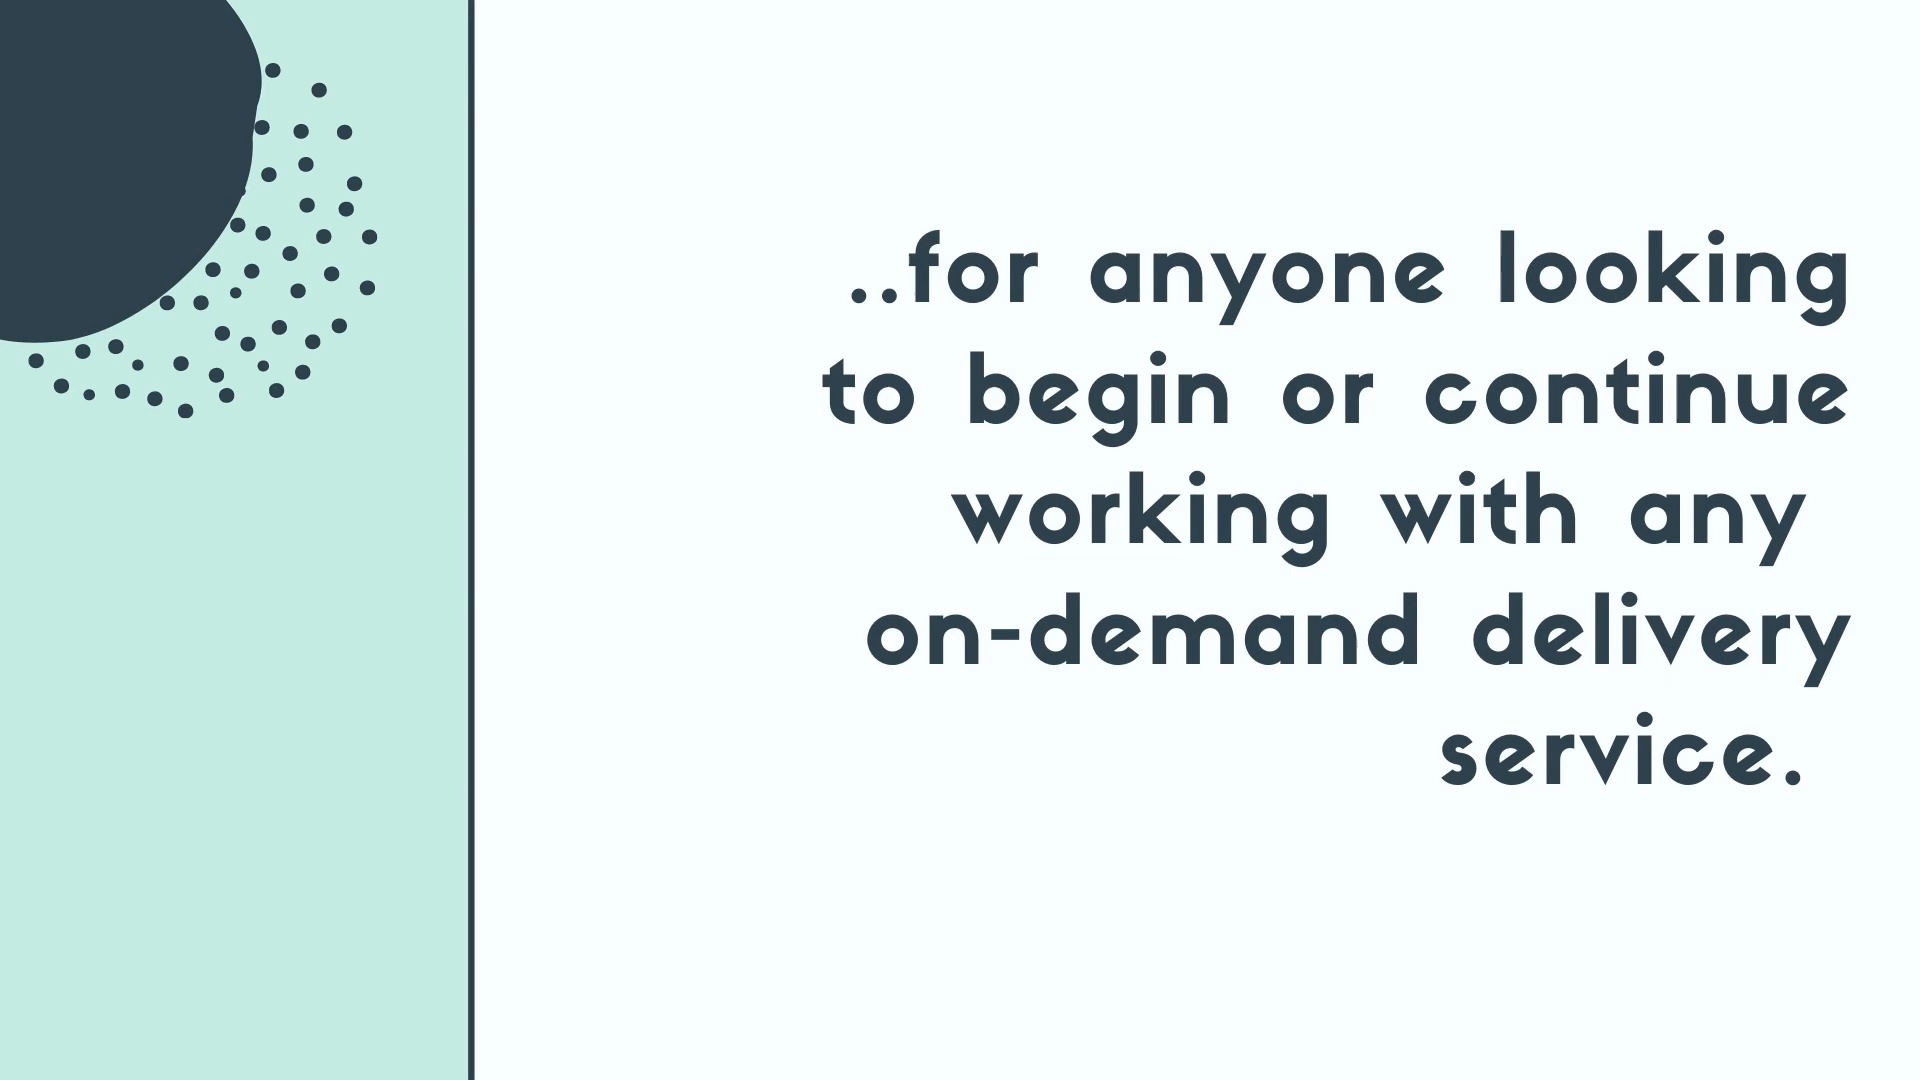 ..for anyone looking
to begin or continue
working with any
on-demand delivery
service.